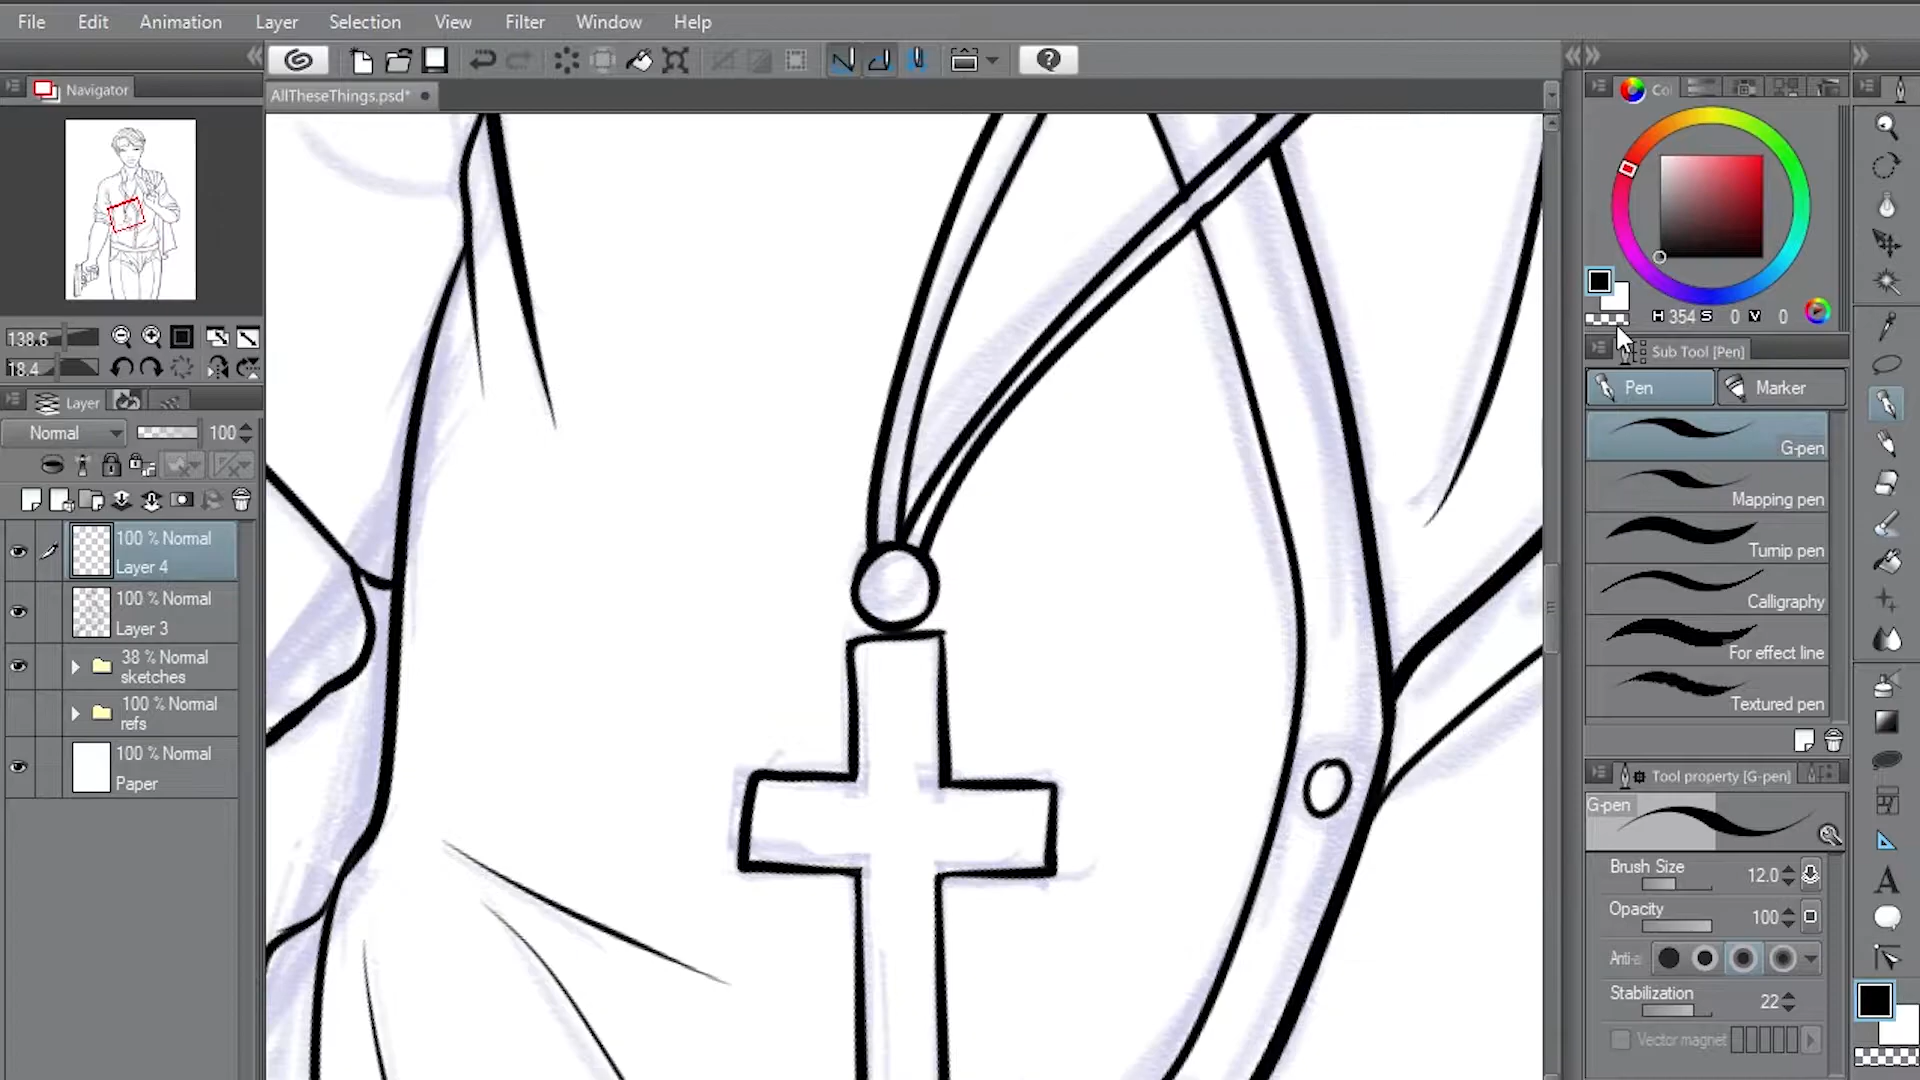 File Edit Animation Layer Selection View Filter Window Help
Navigator
AllTheseThings.psd*
Col
138.6
18.4
Layer
Normal 100
100 % Normal
Layer 4
100 % Normal
Layer 3
38 % Normal
sketches
100 % Normal
refs
100 % Normal
Paper
H 354 S 0 V 0
Sub Tool [Pen]
Pen Marker
G-pen
Mapping pen
Turnip pen
Calligraphy
For effect line
Textured pen
Tool property [G-pen]
G-pen
Brush Size 12.0
Opacity 100
Anti-a
Stabilization 22
Vector magnet